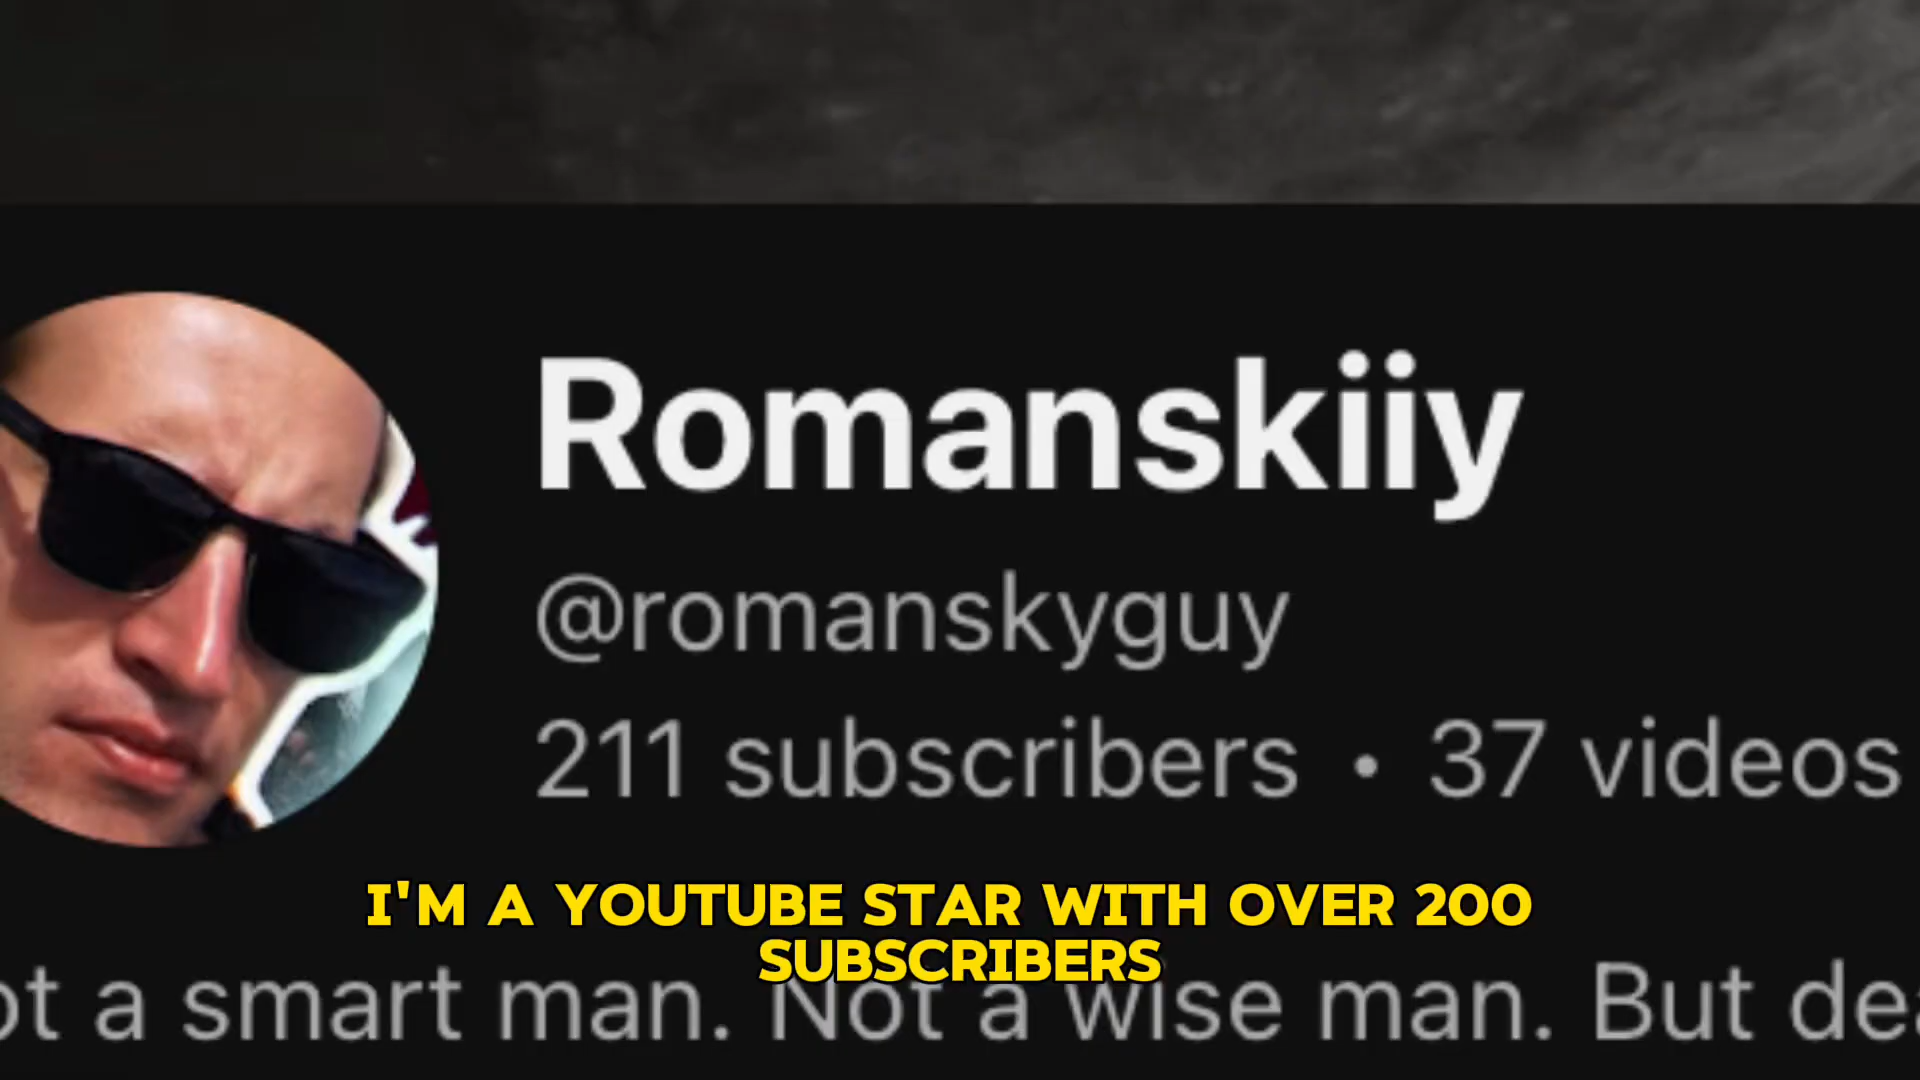 Romanskiiy
@romanskyguy
211 subscribers • 37 videos
I'M A YOUTUBE STAR WITH OVER 200
SUBSCRIBERS
a smart man. Not a wise man. But